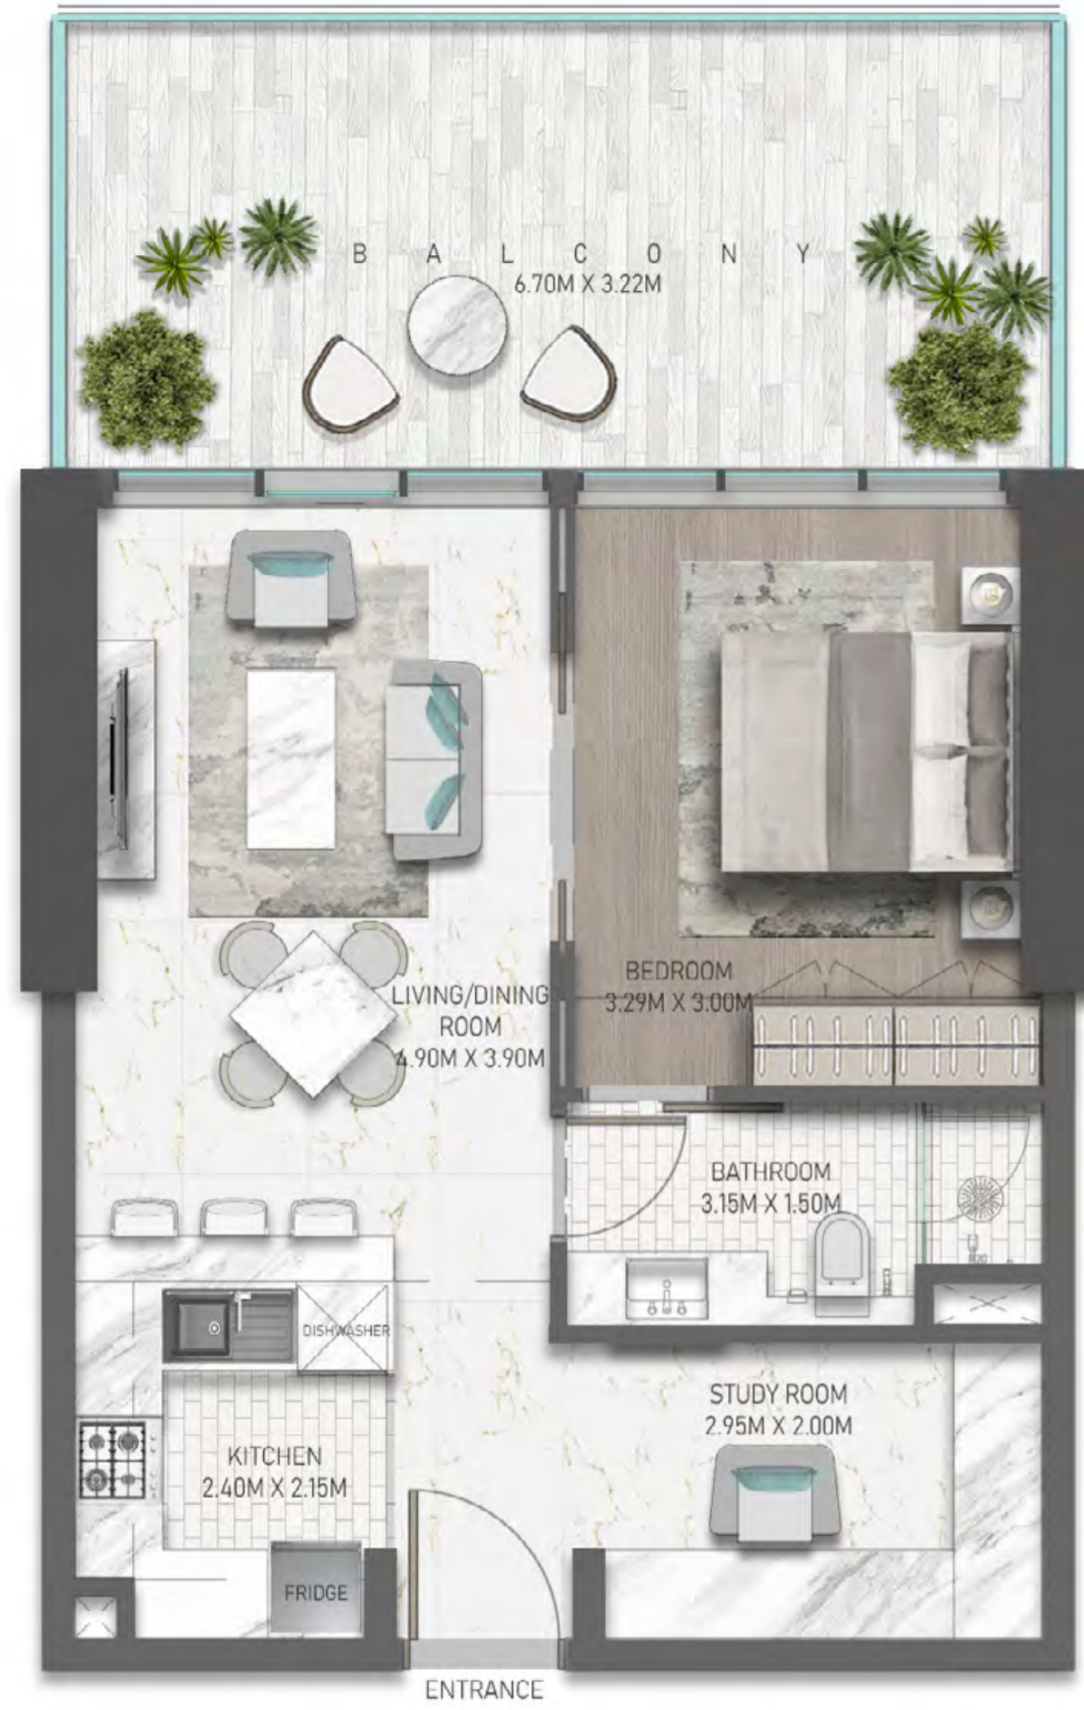 BALCONY
6.70M X 3.22M
BEDROOM
3.29M X 3.00M
LIVING/DINING
ROOM
4.90M X 3.90M
BATHROOM
3.15M X 1.50M
DISHWASHER
STUDY ROOM
2.95M X 2.00M
KITCHEN
2.40M X 2.15M
FRIDGE
ENTRANCE